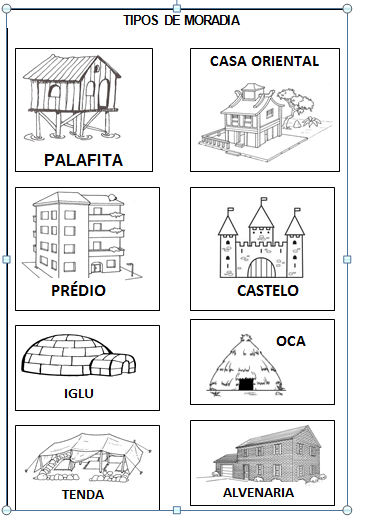 TIPOS DE MORADIA
PALAFITA
CASA ORIENTAL
PRÉDIO
CASTELO
IGLU
OCA
TENDA
ALVENARIA